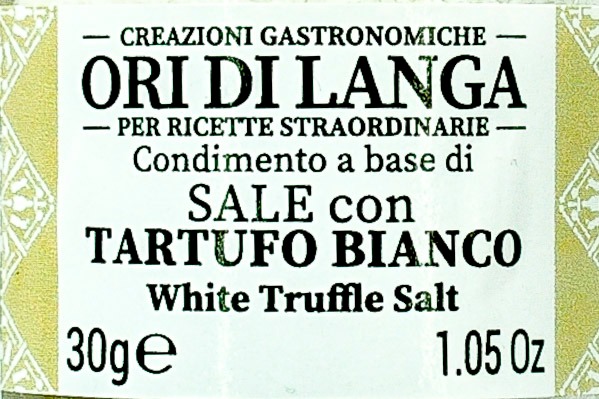 — CREAZIONI GASTRONOMICHE —
ORI DI LANGA
— PER RICETTE STRAORDINARIE —
Condimento a base di
SALE con
TARTUFO BIANCO
White Truffle Salt
30g℮ 1.05 Oz